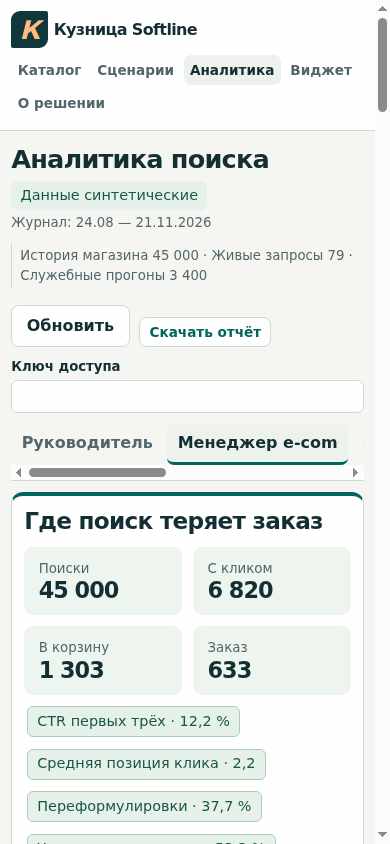 K Кузница Softline
Каталог Сценарии Аналитика Виджет
О решении
Аналитика поиска
Данные синтетические
Журнал: 24.08 — 21.11.2026
История магазина 45 000 · Живые запросы 79 ·
Служебные прогоны 3 400
Обновить Скачать отчёт
Ключ доступа
Руководитель Менеджер e-com
Где поиск теряет заказ
Поиски С кликом
45 000 6 820
В корзину Заказ
1 303 633
CTR первых трёх · 12,2 %
Средняя позиция клика · 2,2
Переформулировки · 37,7 %